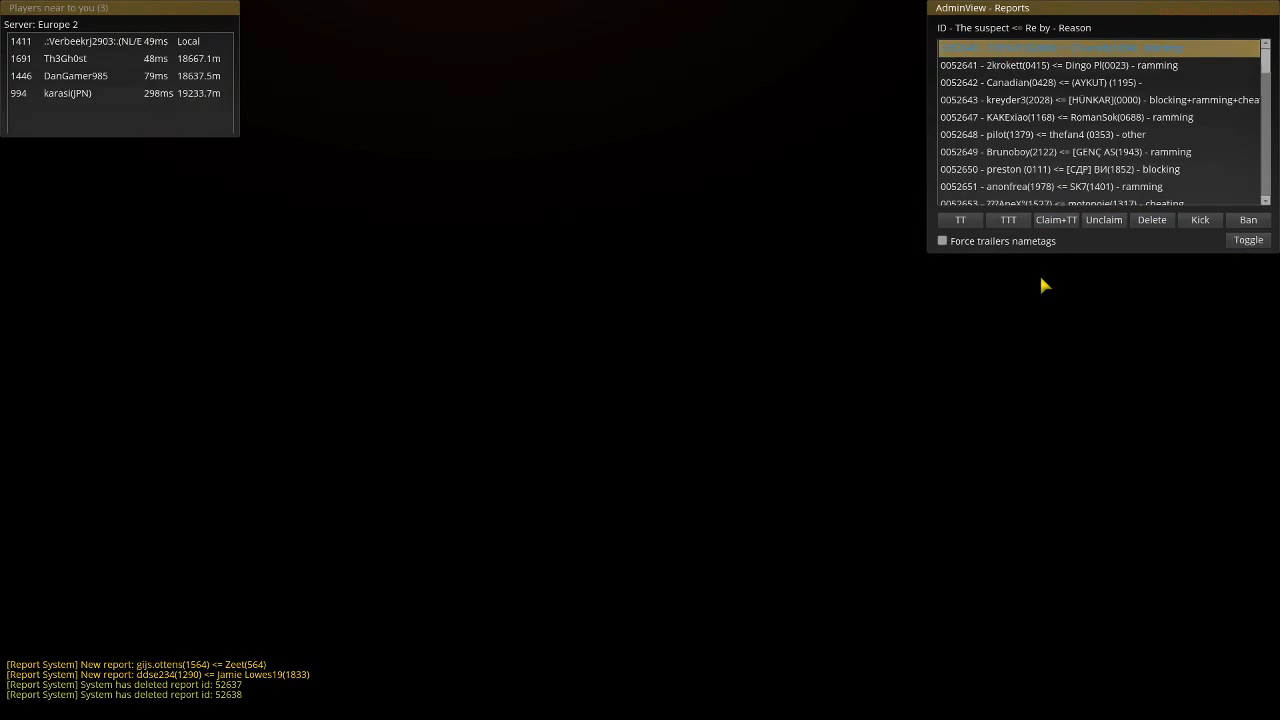 Players near to you (3)
Server: Europe 2
1411 .:Verbeekrj2903:.(NL/E 49ms Local
1691 Th3Gh0st 48ms 18667.1m
1446 DanGamer985 79ms 18637.5m
994 karasi(JPN) 298ms 19233.7m
AdminView - Reports
ID - The suspect <= Re by - Reason
0052641 - 2krokett(0415) <= Dingo Pl(0023) - ramming
0052642 - Canadian(0428) <= (AYKUT) (1195) -
0052643 - kreyder3(2028) <= [HÜNKAR](0000) - blocking+ramming+chea
0052647 - KAKExiao(1168) <= RomanSok(0688) - ramming
0052648 - pilot(1379) <= thefan4 (0353) - other
0052649 - Brunoboy(2122) <= [GENÇ AS(1943) - ramming
0052650 - preston (0111) <= [СДР] ВИ(1852) - blocking
0052651 - anonfrea(1978) <= SK7(1401) - ramming
0052653 - ???AneX°(1527) <= motonoie(1317) - cheating
TT TTT Claim+TT Unclaim Delete Kick Ban
Force trailers nametags Toggle
[Report System] New report: gijs.ottens(1564) <= Zeet(564)
[Report System] New report: ddse234(1290) <= Jamie Lowes19(1833)
[Report System] System has deleted report id: 52637
[Report System] System has deleted report id: 52638